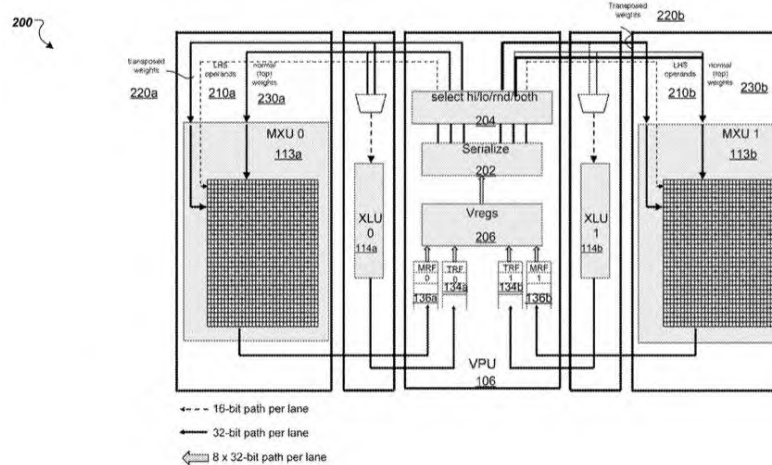 200
Transposed weights
220b
transposed weights
220a
LHS operands
210a
normal (top) weights
230a
LHS operands
210b
normal (top) weights
230b
select hi/lo/rnd/both
204
MXU 0
113a
MXU 1
113b
Serialize
202
XLU 0
114a
XLU 1
114b
Vregs
206
MRF 0
136a
TRF 0
134a
TRF 1
134b
MRF 1
136b
VPU
106
16-bit path per lane
32-bit path per lane
8 x 32-bit path per lane